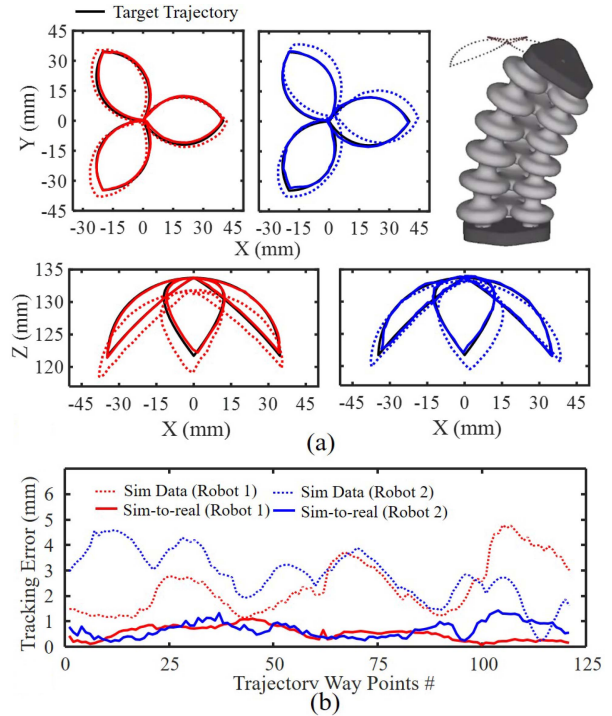 Target Trajectory
45
30
15
0
-15
-30
-45
Y (mm)
-30 -15 0 15 30 45
X (mm)
-30 -15 0 15 30 45
X (mm)
135
130
125
120
Z (mm)
-45 -30 -15 0 15 30 45
X (mm)
-45 -30 -15 0 15 30 45
X (mm)
(a)
7
6
5
4
3
2
1
0
Tracking Error (mm)
Sim Data (Robot 1) Sim Data (Robot 2)
Sim-to-real (Robot 1) Sim-to-real (Robot 2)
0 25 50 75 100 125
Trajectory Way Points #
(b)